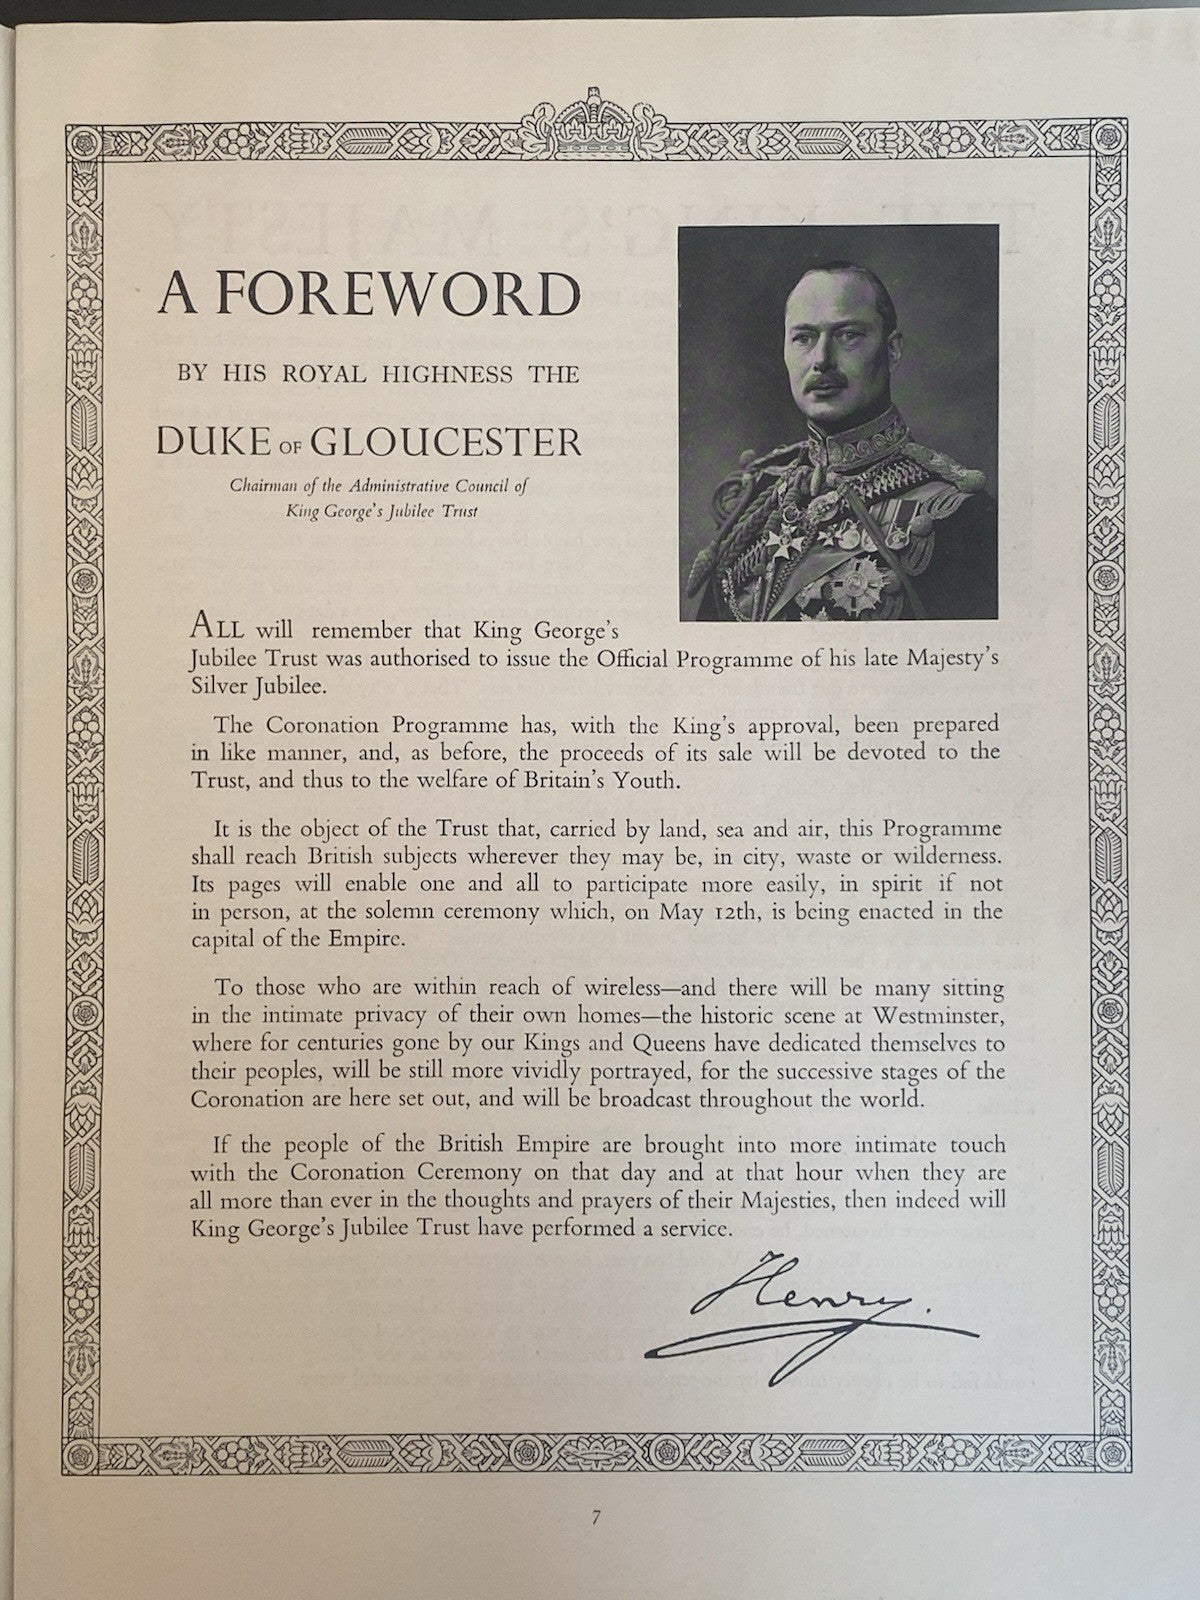 A FOREWORD
BY HIS ROYAL HIGHNESS THE
DUKE OF GLOUCESTER
Chairman of the Administrative Council of
King George's Jubilee Trust
ALL will remember that King George's
Jubilee Trust was authorised to issue the Official Programme of his late Majesty's
Silver Jubilee.
The Coronation Programme has, with the King's approval, been prepared
in like manner, and, as before, the proceeds of its sale will be devoted to the
Trust, and thus to the welfare of Britain's Youth.
It is the object of the Trust that, carried by land, sea and air, this Programme
shall reach British subjects wherever they may be, in city, waste or wilderness.
Its pages will enable one and all to participate more easily, in spirit if not
in person, at the solemn ceremony which, on May 12th, is being enacted in the
capital of the Empire.
To those who are within reach of wireless—and there will be many sitting
in the intimate privacy of their own homes—the historic scene at Westminster,
where for centuries gone by our Kings and Queens have dedicated themselves to
their peoples, will be still more vividly portrayed, for the successive stages of the
Coronation are here set out, and will be broadcast throughout the world.
If the people of the British Empire are brought into more intimate touch
with the Coronation Ceremony on that day and at that hour when they are
all more than ever in the thoughts and prayers of their Majesties, then indeed will
King George's Jubilee Trust have performed a service.
Henry.
7